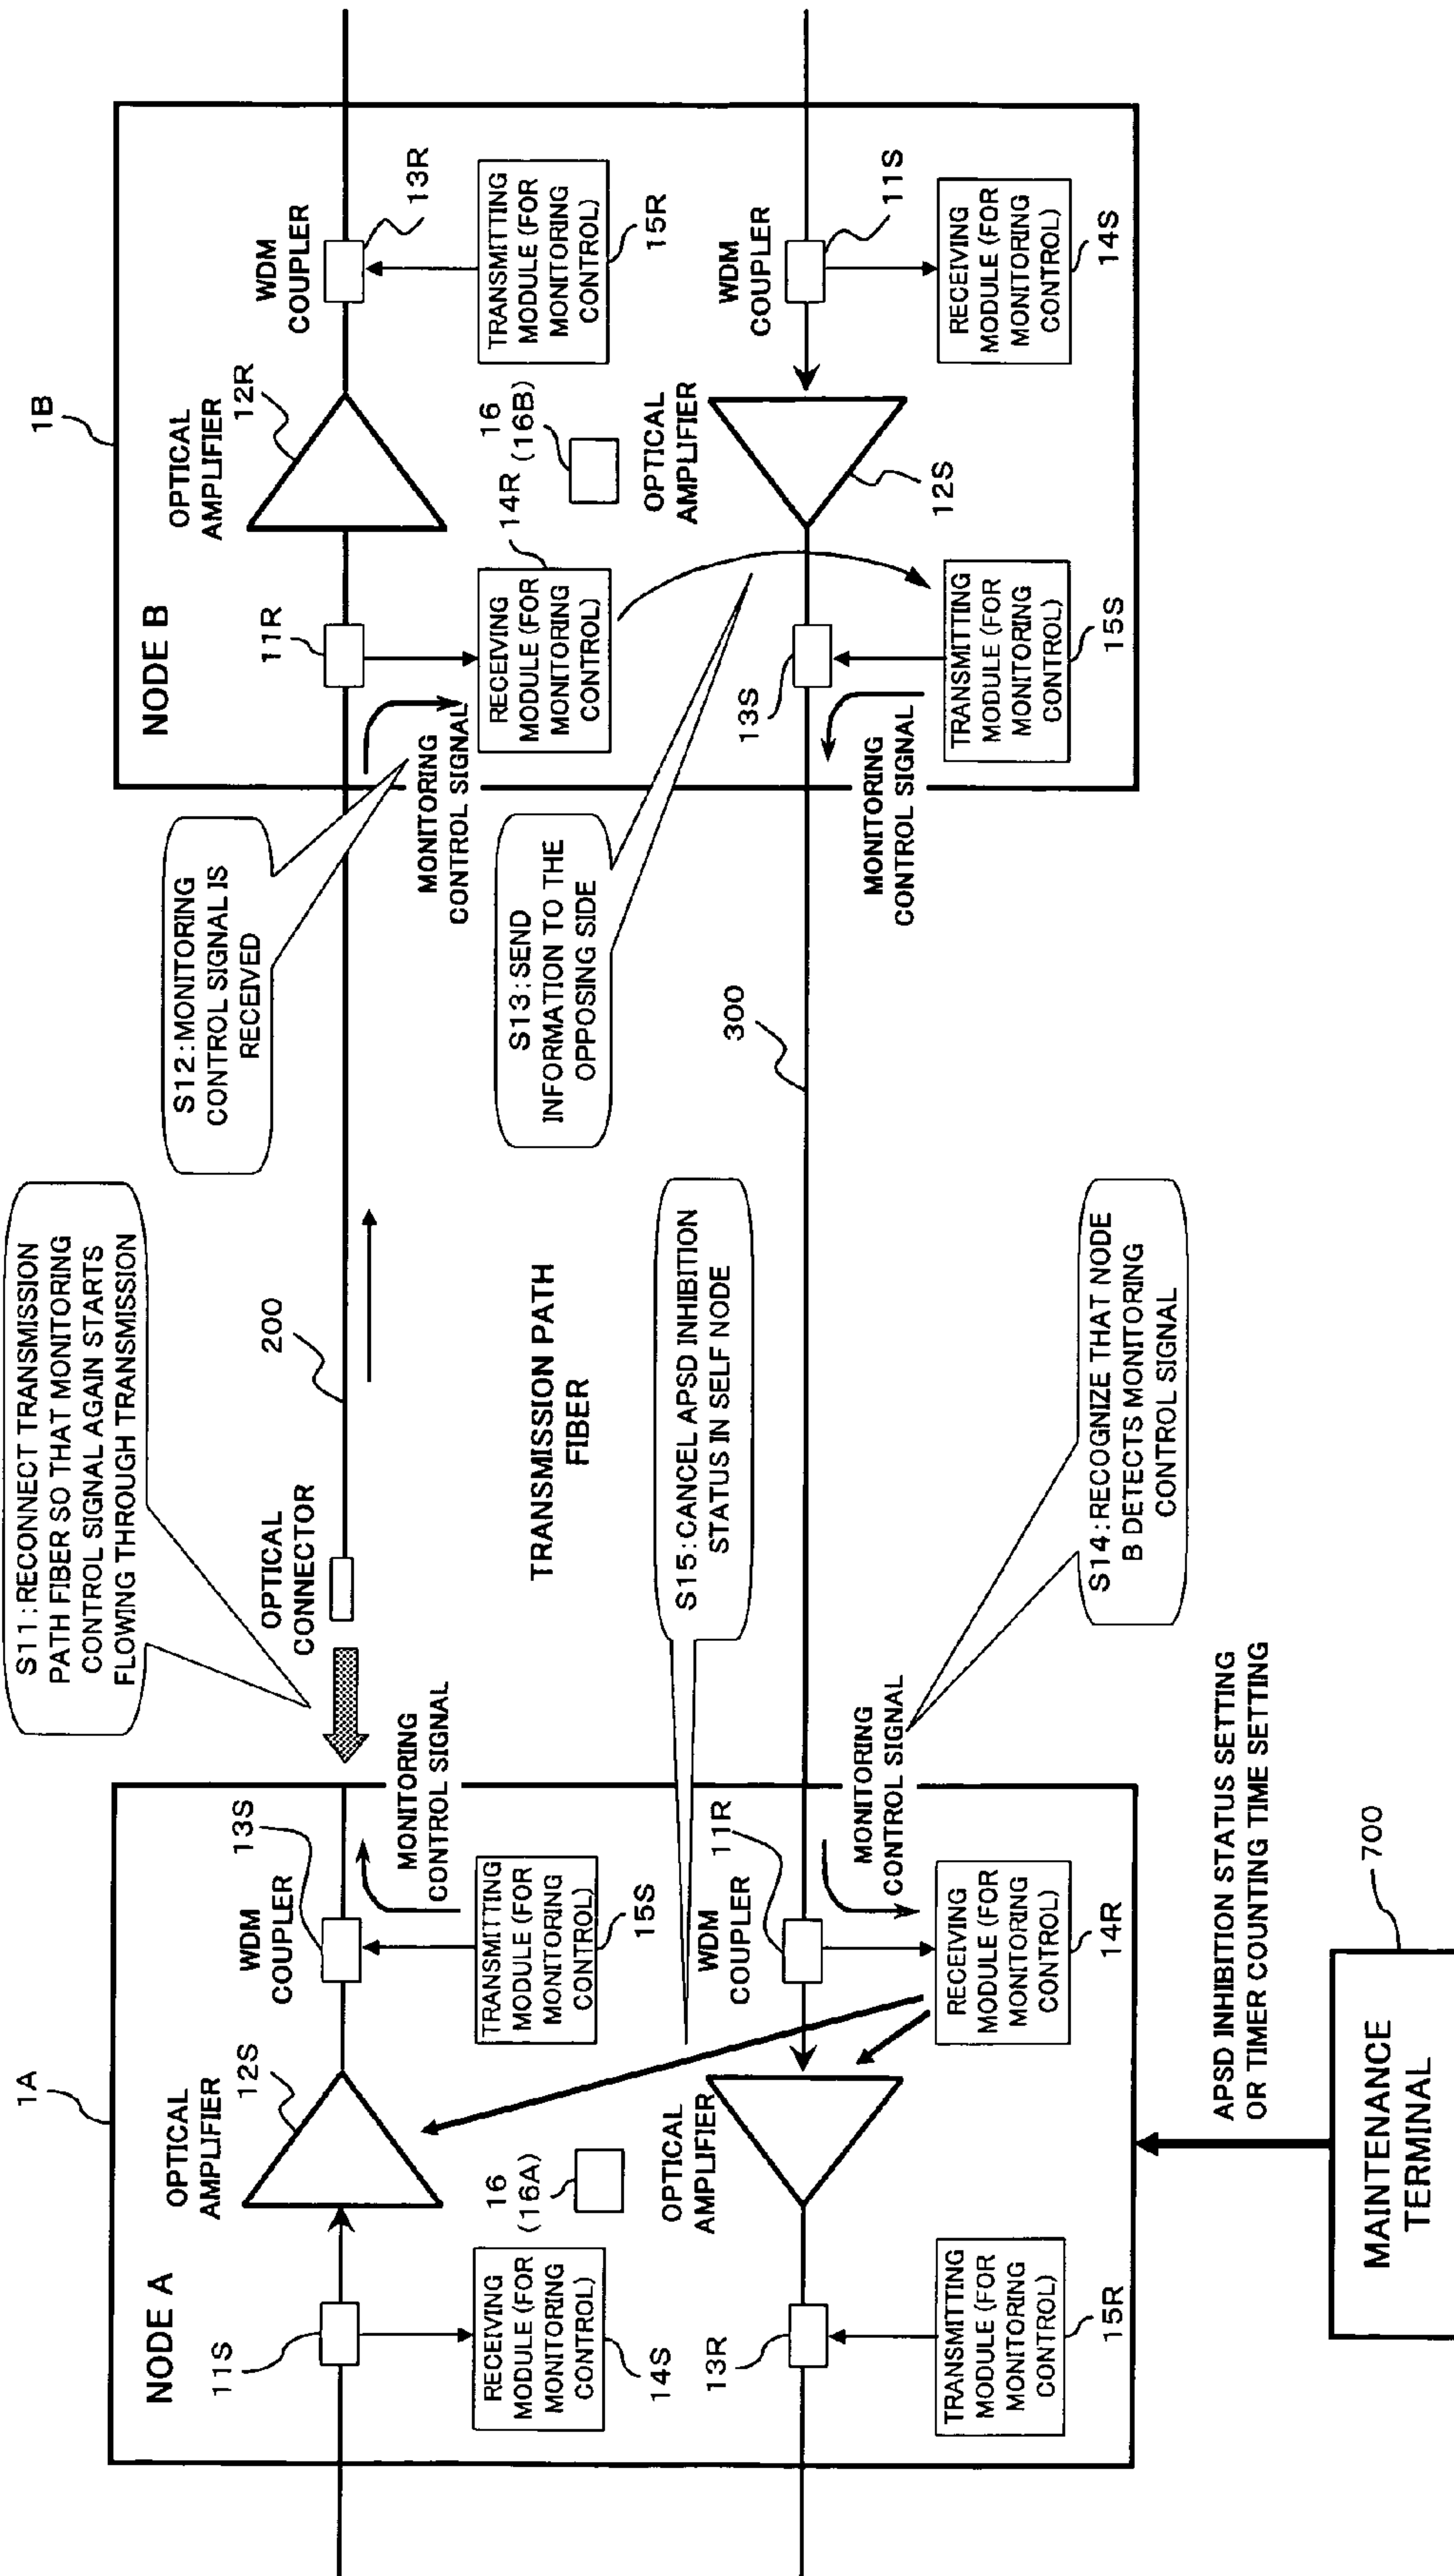 S11:RECONNECT TRANSMISSION
PATH FIBER SO THAT MONITORING
CONTROL SIGNAL AGAIN STARTS
FLOWING THROUGH TRANSMISSION
S12:MONITORING
CONTROL SIGNAL IS
RECEIVED
1A
1B
NODE A
11S
OPTICAL
AMPLIFIER
12S
WDM
COUPLER
13S
OPTICAL
CONNECTOR
200
NODE B
11R
OPTICAL
AMPLIFIER
12R
WDM
COUPLER
13R
RECEIVING
MODULE (FOR
MONITORING
CONTROL)
14S
16
(16A)
TRANSMITTING
MODULE (FOR
MONITORING
CONTROL)
15S
MONITORING
CONTROL SIGNAL
TRANSMISSION PATH
FIBER
MONITORING
CONTROL SIGNAL
RECEIVING
MODULE (FOR
MONITORING
CONTROL)
14R
16
(16B)
TRANSMITTING
MODULE (FOR
MONITORING
CONTROL)
15R
S13:SEND
INFORMATION TO THE
OPPOSING SIDE
S15:CANCEL APSD INHIBITION
STATUS IN SELF NODE
13R
OPTICAL
AMPLIFIER
WDM
COUPLER
11R
300
13S
OPTICAL
AMPLIFIER
12S
WDM
COUPLER
11S
TRANSMITTING
MODULE (FOR
MONITORING
CONTROL)
15R
RECEIVING
MODULE (FOR
MONITORING
CONTROL)
14R
MONITORING
CONTROL SIGNAL
MONITORING
CONTROL SIGNAL
TRANSMITTING
MODULE (FOR
MONITORING
CONTROL)
15S
RECEIVING
MODULE (FOR
MONITORING
CONTROL)
14S
S14:RECOGNIZE THAT NODE
B DETECTS MONITORING
CONTROL SIGNAL
APSD INHIBITION STATUS SETTING
OR TIMER COUNTING TIME SETTING
700
MAINTENANCE
TERMINAL